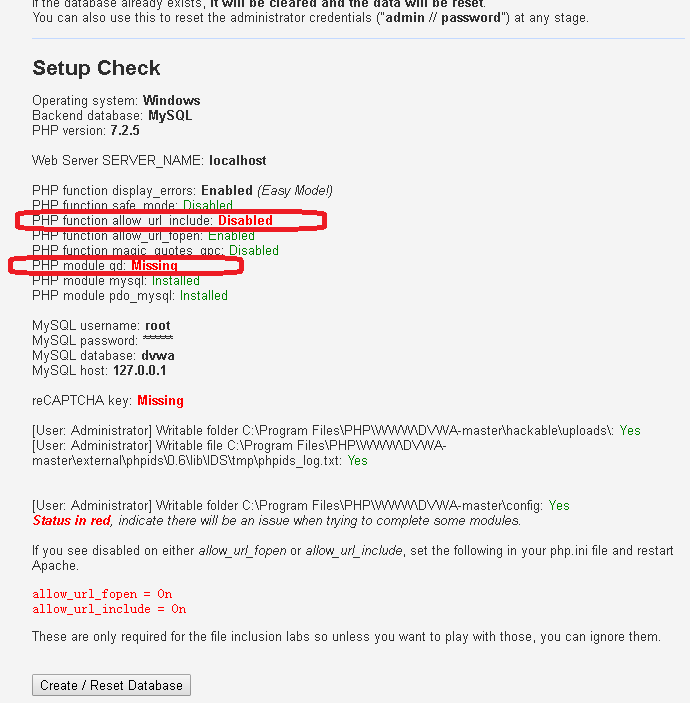 If the database already exists, it will be cleared and the data will be reset.
You can also use this to reset the administrator credentials ("admin // password") at any stage.
Setup Check
Operating system: Windows
Backend database: MySQL
PHP version: 7.2.5
Web Server SERVER_NAME: localhost
PHP function display_errors: Enabled (Easy Mode!)
PHP function safe_mode: Disabled
PHP function allow_url_include: Disabled
PHP function allow_url_fopen: Enabled
PHP function magic_quotes_gpc: Disabled
PHP module gd: Missing
PHP module mysql: Installed
PHP module pdo_mysql: Installed
MySQL username: root
MySQL password: ******
MySQL database: dvwa
MySQL host: 127.0.0.1
reCAPTCHA key: Missing
[User: Administrator] Writable folder C:\Program Files\PHP\WWW\DVWA-master\hackable\uploads\: Yes
[User: Administrator] Writable file C:\Program Files\PHP\WWW\DVWA-
master\external\phpids\0.6\lib\IDS\tmp\phpids_log.txt: Yes
[User: Administrator] Writable folder C:\Program Files\PHP\WWW\DVWA-master\config: Yes
Status in red, indicate there will be an issue when trying to complete some modules.
If you see disabled on either allow_url_fopen or allow_url_include, set the following in your php.ini file and restart
Apache.
allow_url_fopen = On
allow_url_include = On
These are only required for the file inclusion labs so unless you want to play with those, you can ignore them.
Create / Reset Database